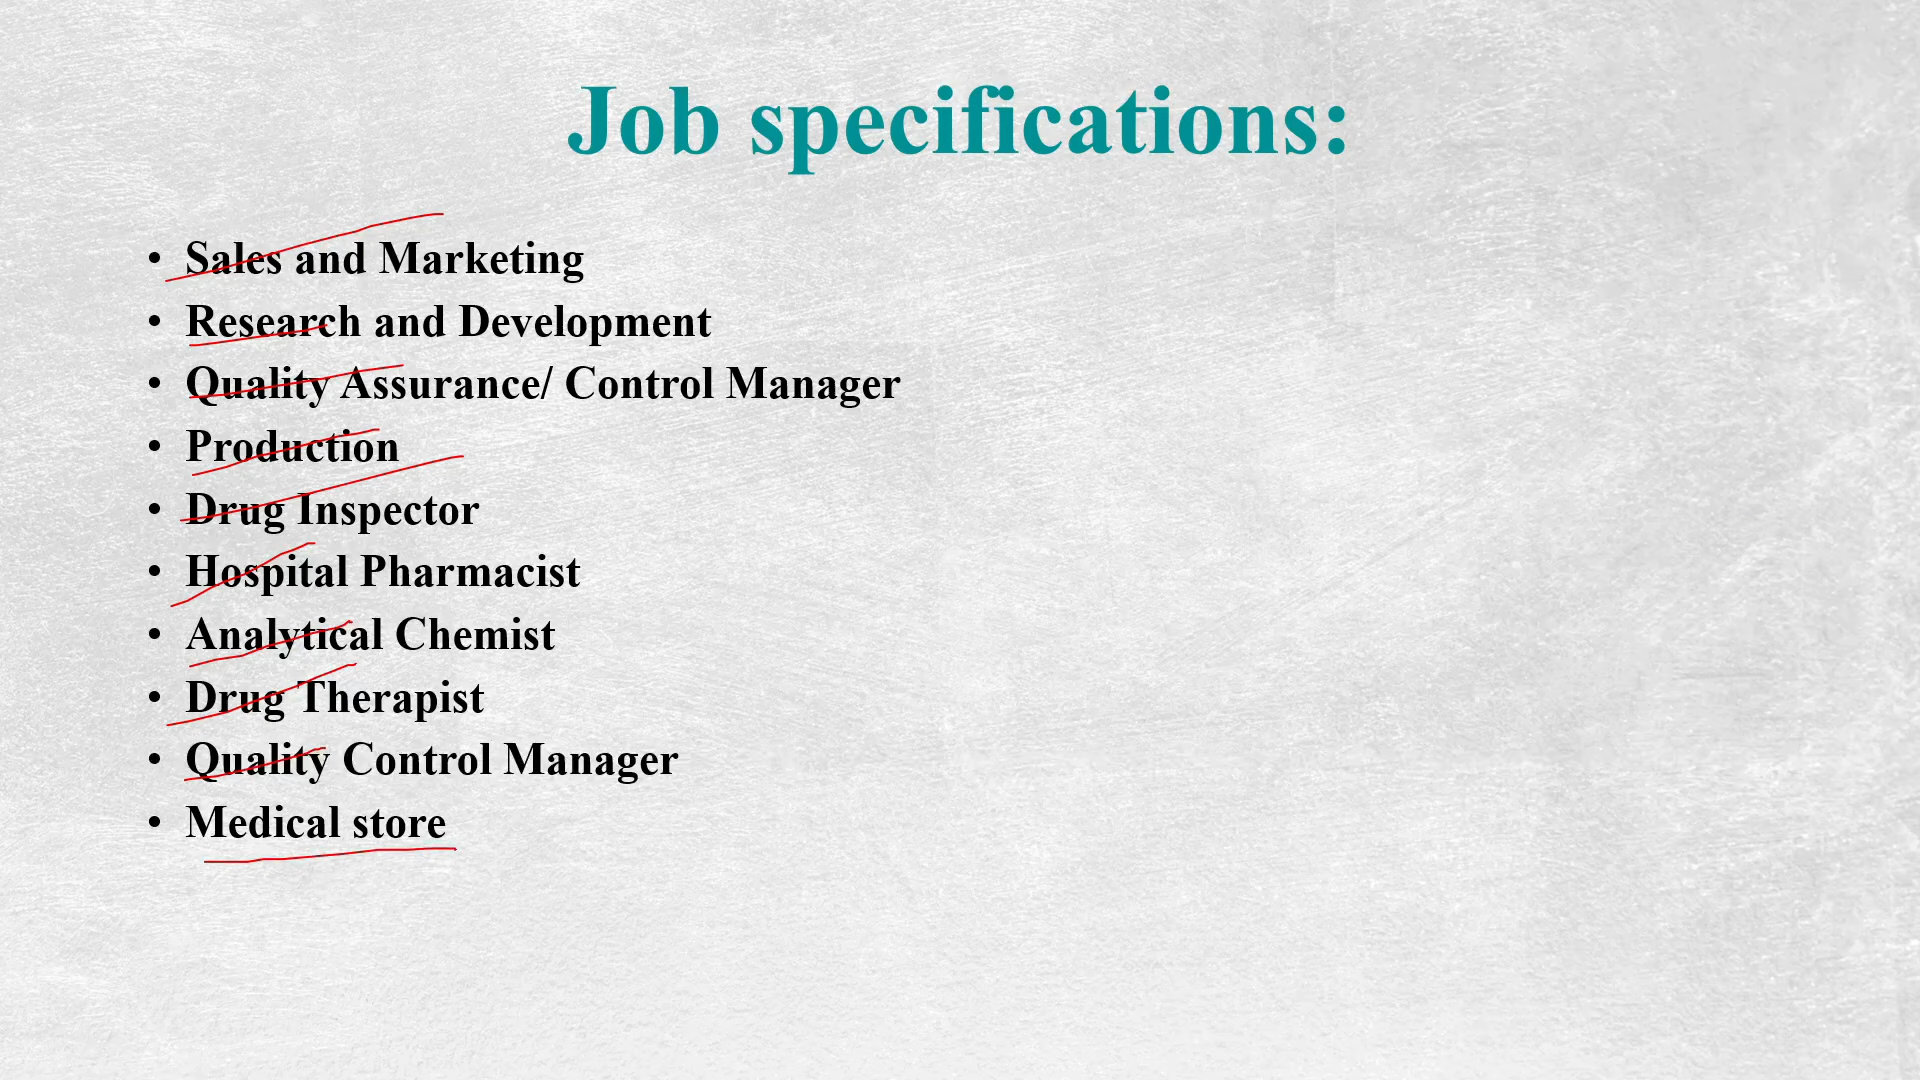 Job specifications:
• Sales and Marketing
• Research and Development
• Quality Assurance/ Control Manager
• Production
• Drug Inspector
• Hospital Pharmacist
• Analytical Chemist
• Drug Therapist
• Quality Control Manager
• Medical store